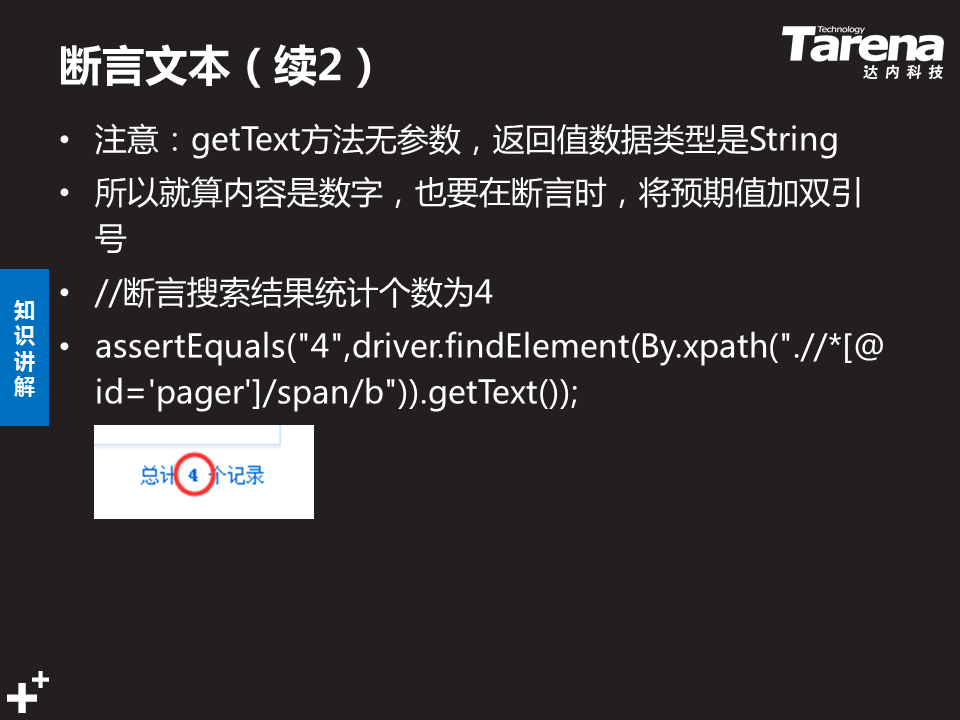 断言文本（续2）
Technology
Tarena
达内科技
• 注意：getText方法无参数，返回值数据类型是String
• 所以就算内容是数字，也要在断言时，将预期值加双引
号
• //断言搜索结果统计个数为4
• assertEquals("4",driver.findElement(By.xpath(".//*[@
id='pager']/span/b")).getText());
知识讲解
总计 4 个记录